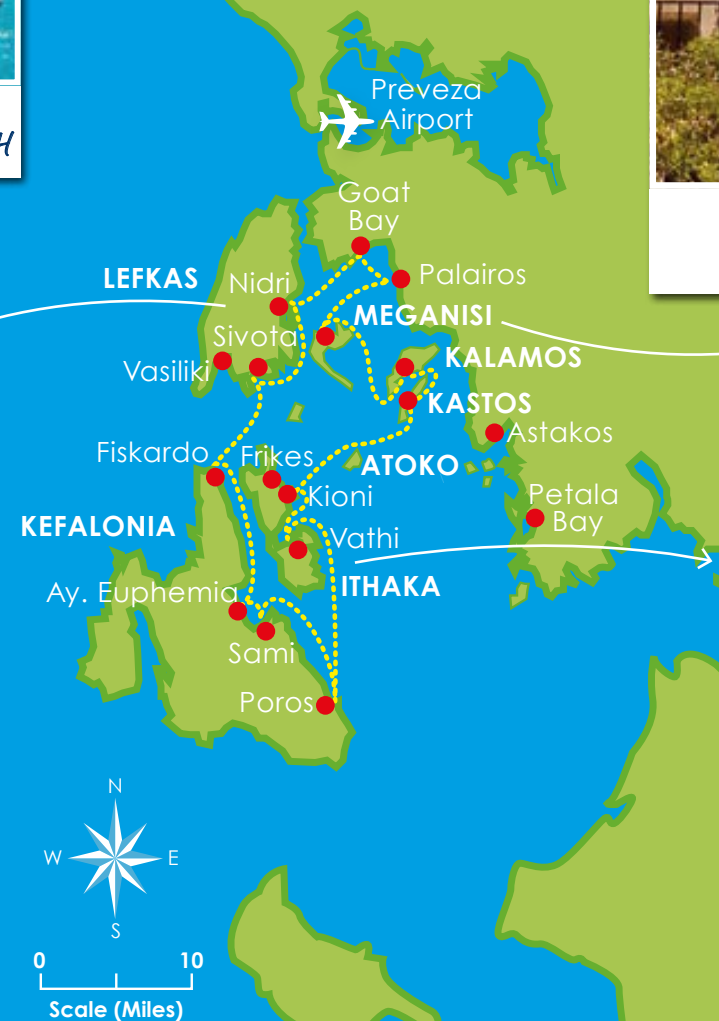 H
Preveza
Airport
Goat
Bay
LEFKAS
Nidri
Palairos
MEGANISI
Sivota
Vasiliki
KALAMOS
KASTOS
Astakos
Fiskardo
Frikes
ATOKO
Kioni
Petala
Bay
KEFALONIA
Vathi
Ay. Euphemia
ITHAKA
Sami
Poros
N
W
E
S
0
10
Scale (Miles)